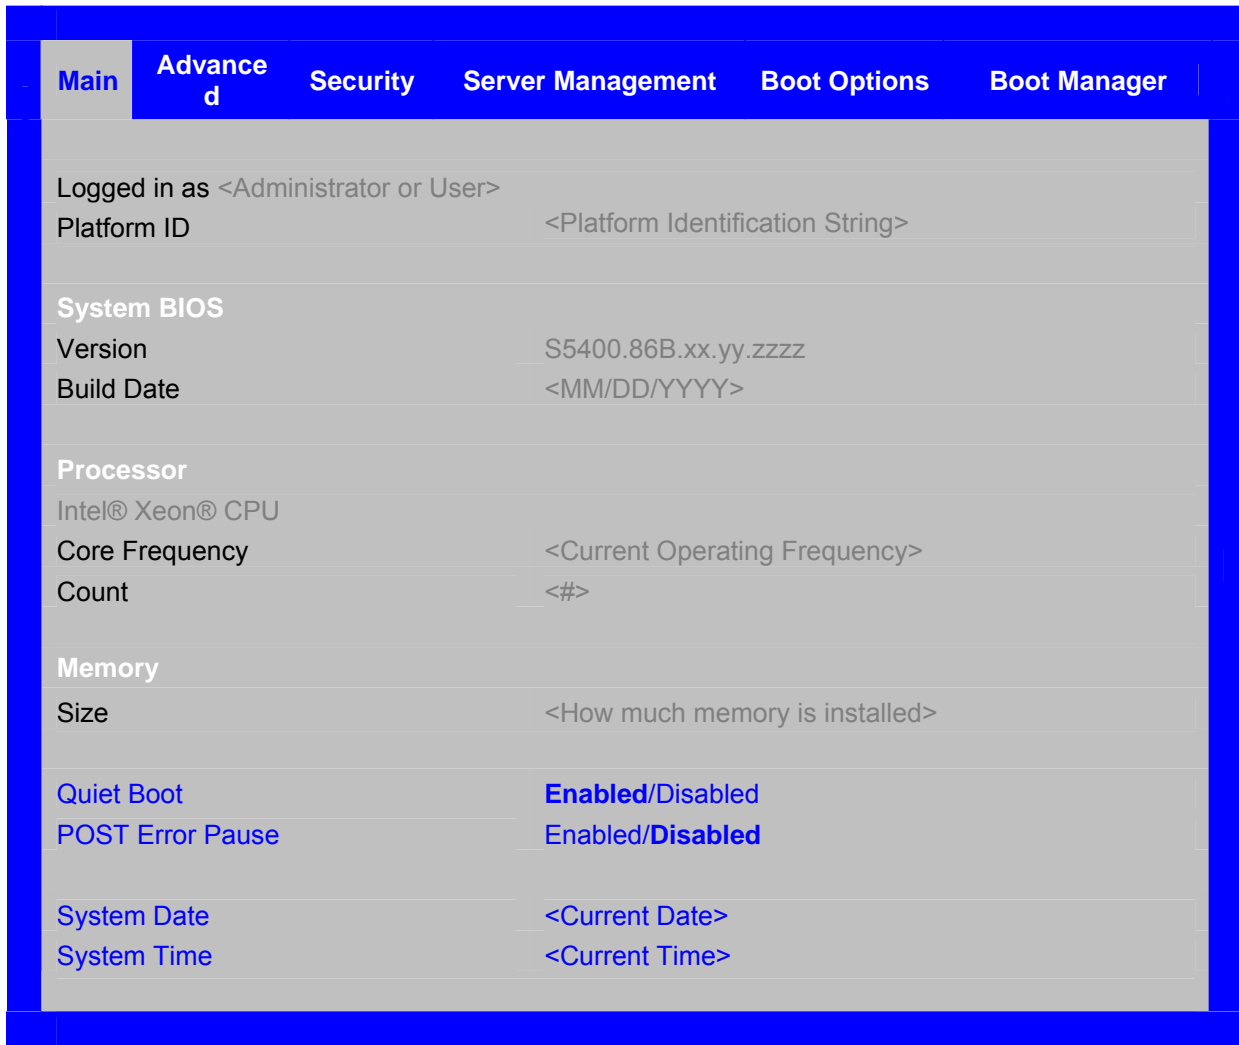 Main Advance
d Security Server Management Boot Options Boot Manager
Logged in as <Administrator or User>
Platform ID <Platform Identification String>
System BIOS
Version S5400.86B.xx.yy.zzzz
Build Date <MM/DD/YYYY>
Processor
Intel® Xeon® CPU
Core Frequency <Current Operating Frequency>
Count <#>
Memory
Size <How much memory is installed>
Quiet Boot Enabled/Disabled
POST Error Pause Enabled/Disabled
System Date <Current Date>
System Time <Current Time>